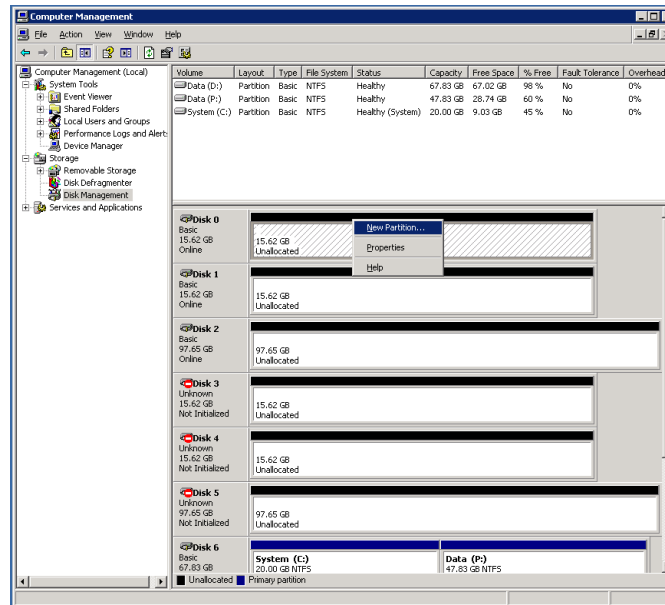 Computer Management
File Action View Window Help
Computer Management (Local)
System Tools
Event Viewer
Shared Folders
Local Users and Groups
Performance Logs and Alerts
Device Manager
Storage
Removable Storage
Disk Defragmenter
Disk Management
Services and Applications
Volume Layout Type File System Status Capacity Free Space % Free Fault Tolerance Overhead
Data (D:) Partition Basic NTFS Healthy 67.83 GB 67.02 GB 98 % No 0%
Data (P:) Partition Basic NTFS Healthy 47.83 GB 28.74 GB 60 % No 0%
System (C:) Partition Basic NTFS Healthy (System) 20.00 GB 9.03 GB 45 % No 0%
Disk 0
Basic
15.62 GB
Online
15.62 GB
Unallocated
New Partition...
Properties
Help
Disk 1
Basic
15.62 GB
Online
15.62 GB
Unallocated
Disk 2
Basic
97.65 GB
Online
97.65 GB
Unallocated
Disk 3
Unknown
15.62 GB
Not Initialized
15.62 GB
Unallocated
Disk 4
Unknown
15.62 GB
Not Initialized
15.62 GB
Unallocated
Disk 5
Unknown
97.65 GB
Not Initialized
97.65 GB
Unallocated
Disk 6
Basic
67.83 GB
System (C:)
20.00 GB NTFS
Data (P:)
47.83 GB NTFS
Unallocated Primary partition